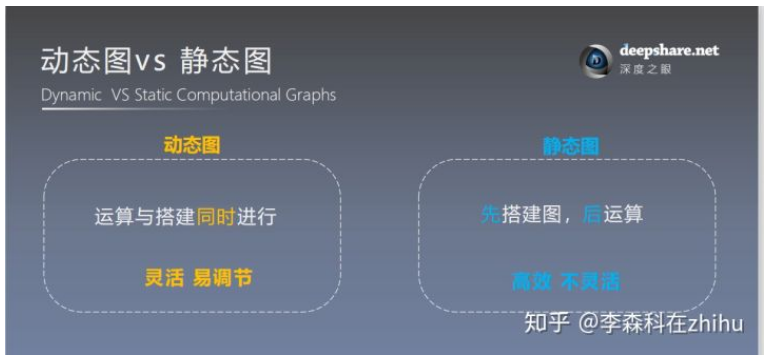 动态图vs 静态图
Dynamic VS Static Computational Graphs
deepshare.net
深度之眼
动态图
运算与搭建同时进行
灵活 易调节
静态图
先搭建图，后运算
高效 不灵活
知乎 @李森科在zhihu